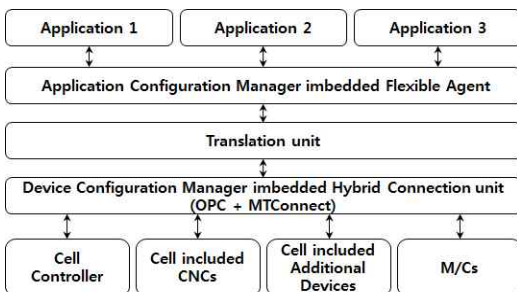 Application 1
Application 2
Application 3
Application Configuration Manager imbedded Flexible Agent
Translation unit
Device Configuration Manager imbedded Hybrid Connection unit
(OPC + MTConnect)
Cell
Controller
Cell included
CNCs
Cell included
Additional
Devices
M/Cs